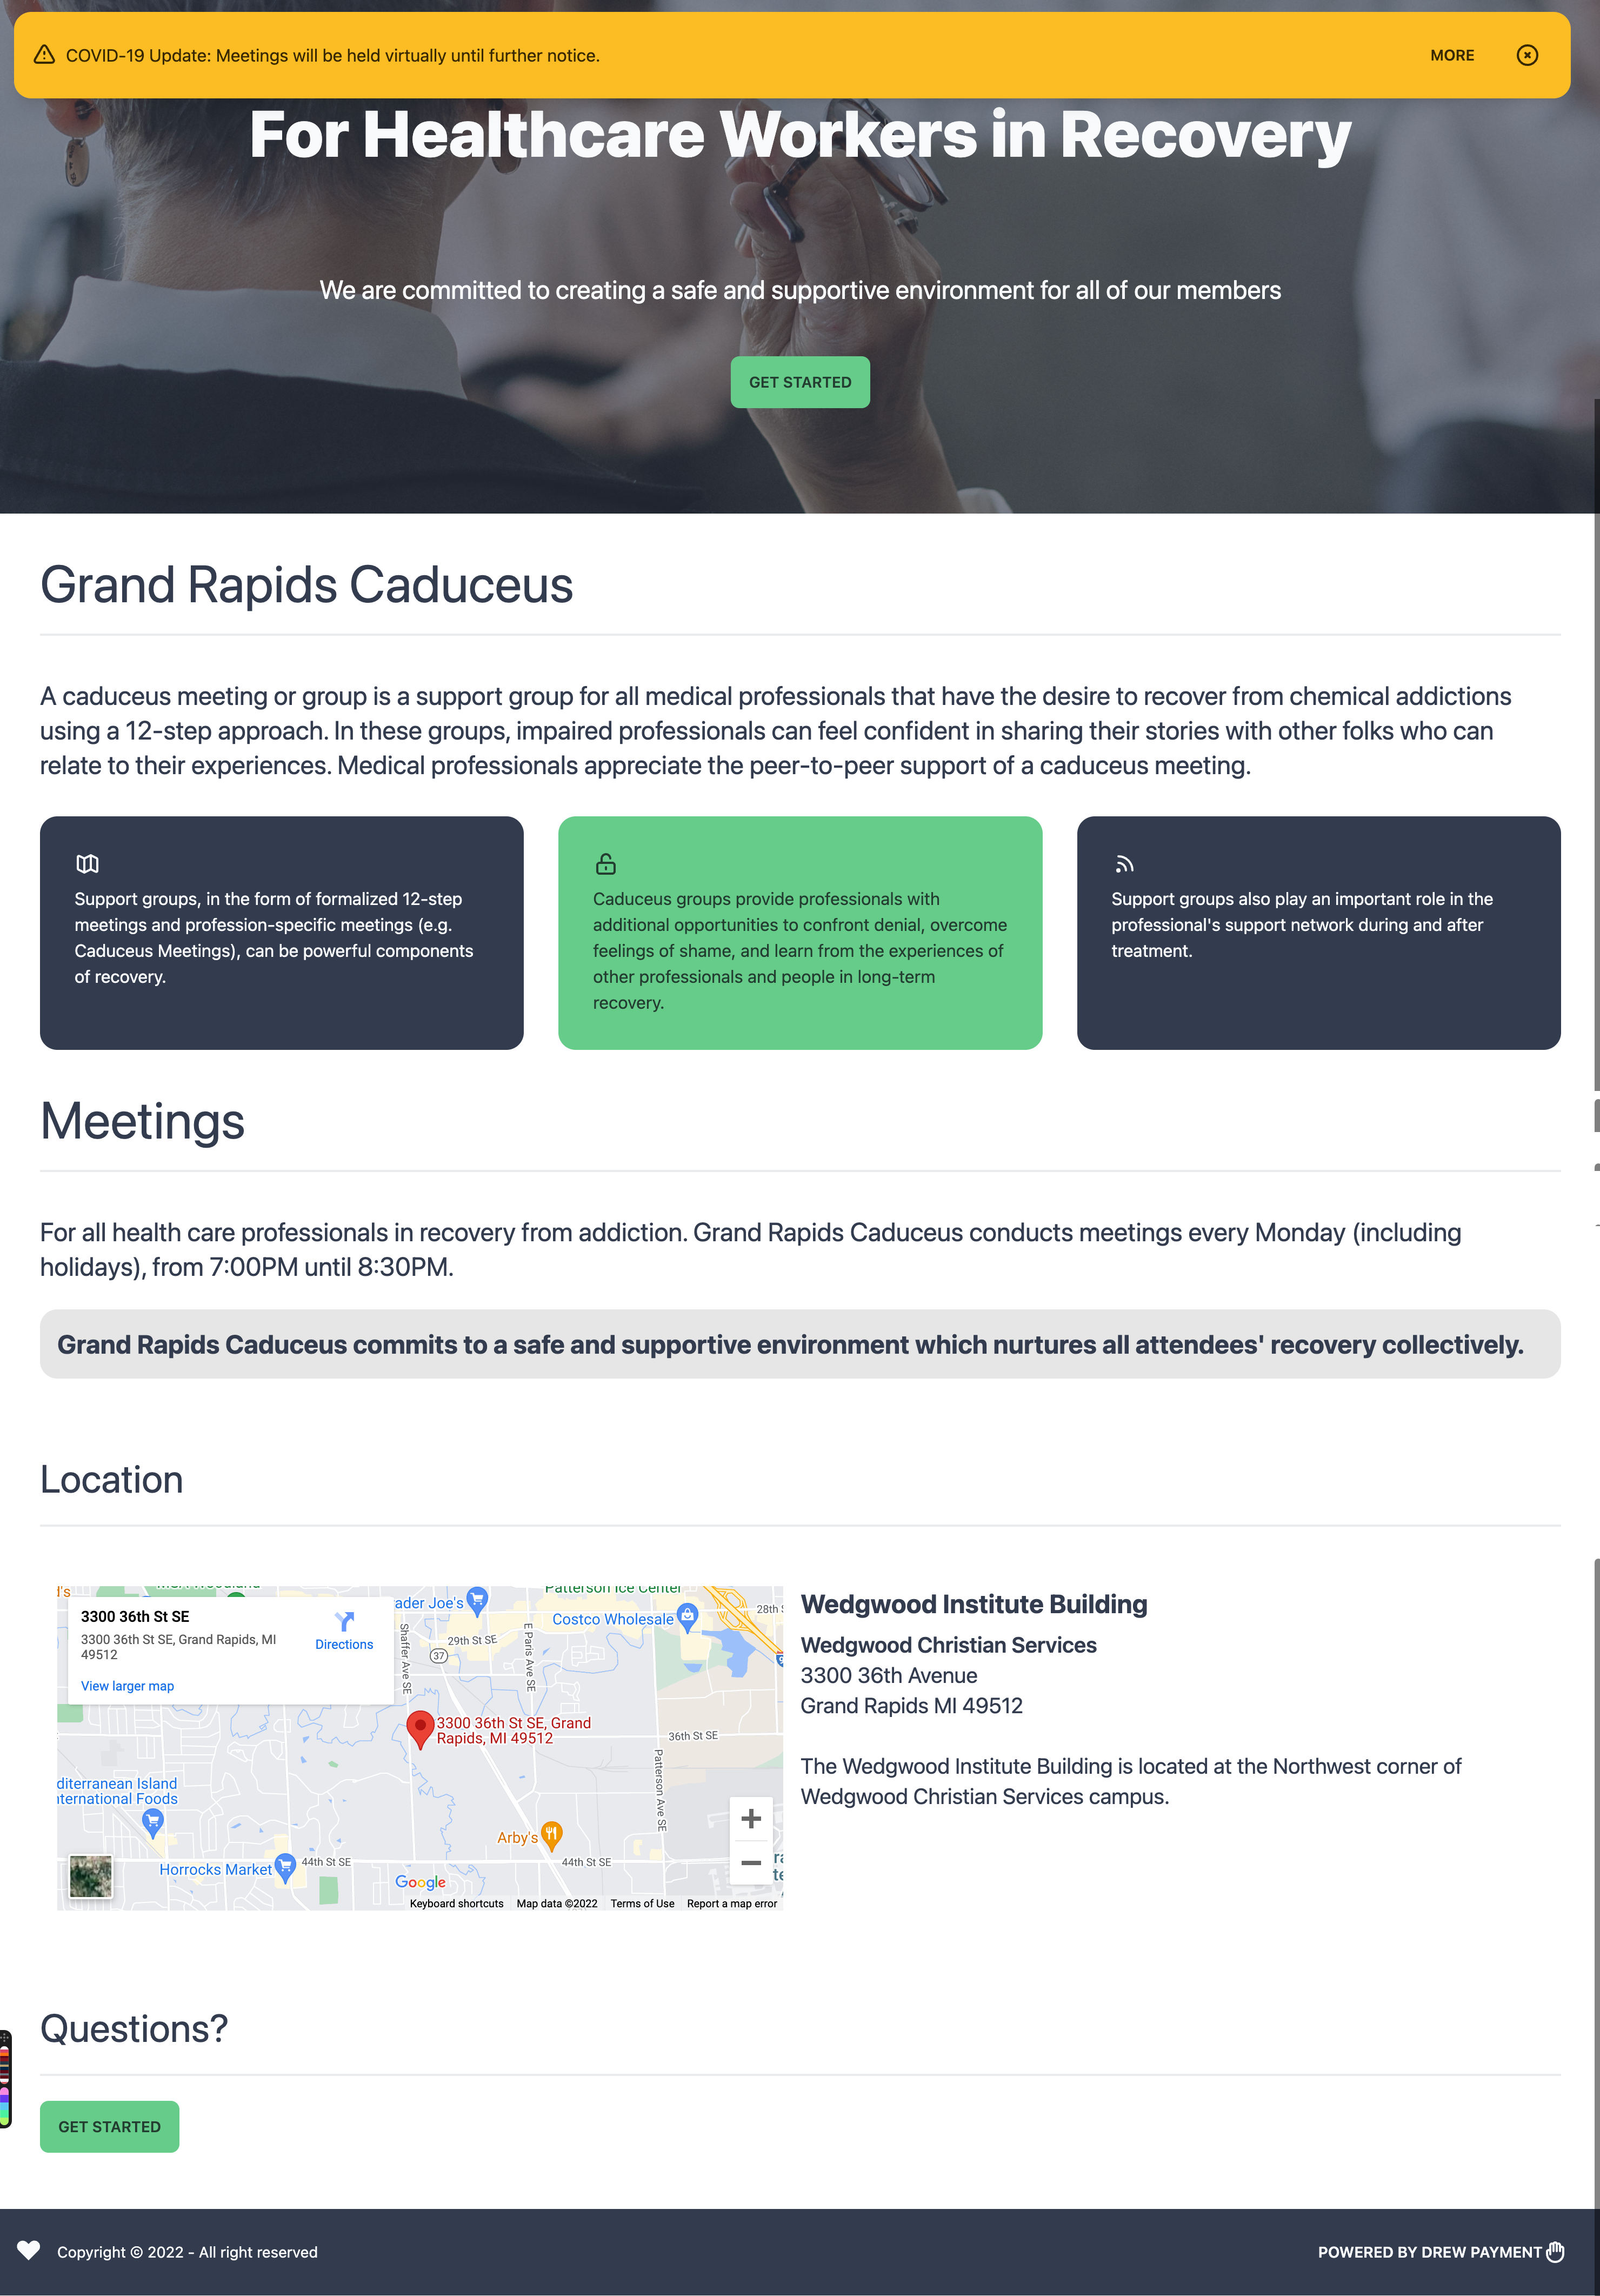 COVID-19 Update: Meetings will be held virtually until further notice.
MORE
For Healthcare Workers in Recovery
We are committed to creating a safe and supportive environment for all of our members
GET STARTED
Grand Rapids Caduceus
A caduceus meeting or group is a support group for all medical professionals that have the desire to recover from chemical addictions
using a 12-step approach. In these groups, impaired professionals can feel confident in sharing their stories with other folks who can
relate to their experiences. Medical professionals appreciate the peer-to-peer support of a caduceus meeting.
Support groups, in the form of formalized 12-step
meetings and profession-specific meetings (e.g.
Caduceus Meetings), can be powerful components
of recovery.
Caduceus groups provide professionals with
additional opportunities to confront denial, overcome
feelings of shame, and learn from the experiences of
other professionals and people in long-term
recovery.
Support groups also play an important role in the
professional's support network during and after
treatment.
Meetings
For all health care professionals in recovery from addiction. Grand Rapids Caduceus conducts meetings every Monday (including
holidays), from 7:00PM until 8:30PM.
Grand Rapids Caduceus commits to a safe and supportive environment which nurtures all attendees' recovery collectively.
Location
3300 36th St SE
3300 36th St SE, Grand Rapids, MI
49512
Directions
View larger map
ader Joe's
Patterson Ice Center
Costco Wholesale
28th
29th St SE
37
Shaffer Ave SE
E Paris Ave SE
3300 36th St SE, Grand
Rapids, MI 49512
36th St SE
Patterson Ave SE
diterranean Island
nternational Foods
Arby's
Horrocks Market
44th St SE
44th St SE
Google
Keyboard shortcuts
Map data ©2022
Terms of Use
Report a map error
Wedgwood Institute Building
Wedgwood Christian Services
3300 36th Avenue
Grand Rapids MI 49512
The Wedgwood Institute Building is located at the Northwest corner of
Wedgwood Christian Services campus.
Questions?
GET STARTED
Copyright © 2022 - All right reserved
POWERED BY DREW PAYMENT